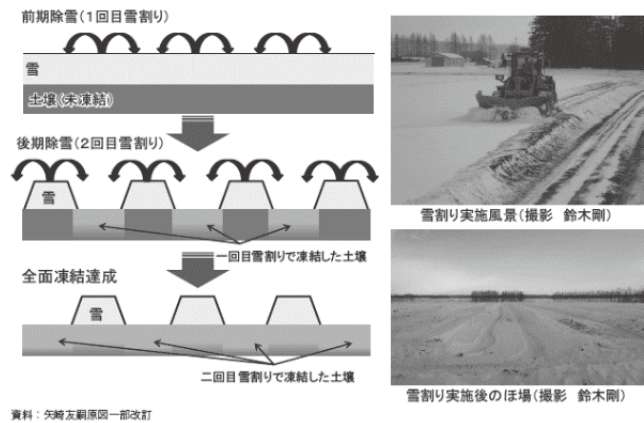 前期除雪(1回目雪割り)
雪
土壌(未凍結)
後期除雪(2回目雪割り)
雪
一回目雪割りで凍結した土壌
全面凍結達成
雪
二回目雪割りで凍結した土壌
資料：矢崎友嗣原図一部改訂
雪割り実施風景(撮影　鈴木剛)
雪割り実施後のほ場(撮影　鈴木剛)